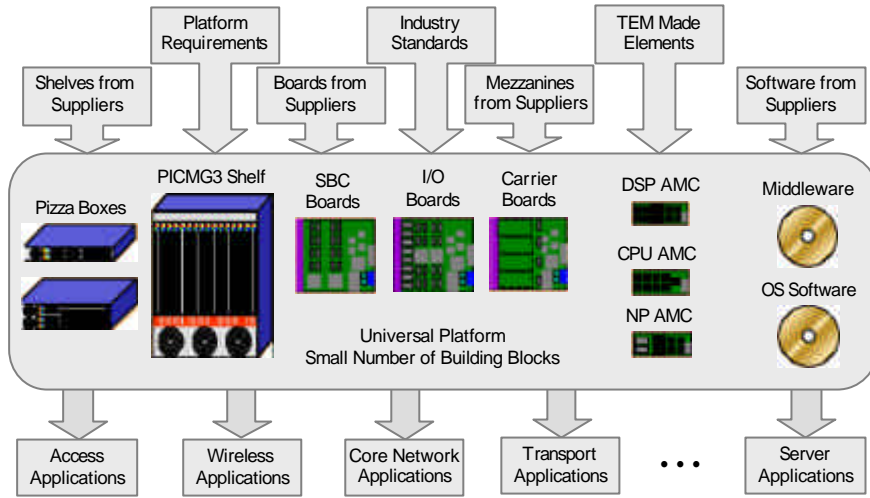 Platform
Requirements
Industry
Standards
TEM Made
Elements
Shelves from
Suppliers
Boards from
Suppliers
Mezzanines
from Suppliers
Software from
Suppliers
PICMG3 Shelf
SBC
Boards
I/O
Boards
Carrier
Boards
DSP AMC
Middleware
Pizza Boxes
CPU AMC
OS Software
NP AMC
Universal Platform
Small Number of Building Blocks
Access
Applications
Wireless
Applications
Core Network
Applications
Transport
Applications
...
Server
Applications